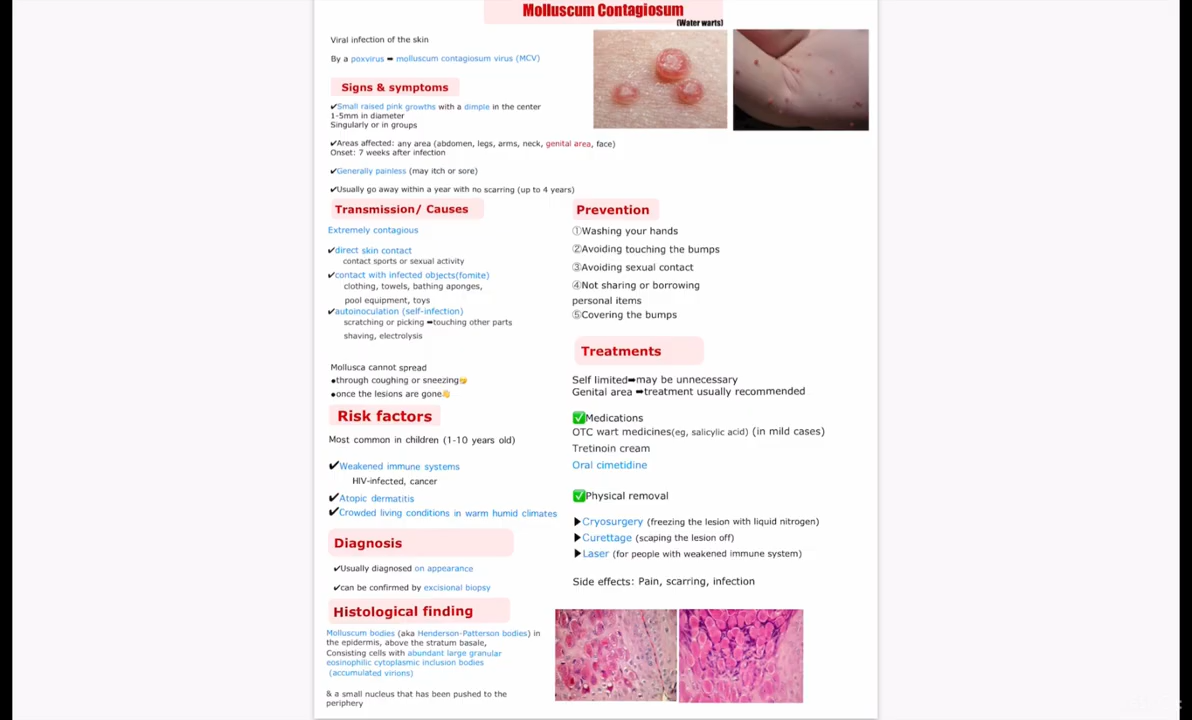 Molluscum Contagiosum
(Water warts)
Viral infection of the skin
By a poxvirus ➡ molluscum contagiosum virus (MCV)
Signs & symptoms
✔Small raised pink growths with a dimple in the center
1-5mm in diameter
Singularly or in groups
✔Areas affected: any area (abdomen, legs, arms, neck, genital area, face)
Onset: 7 weeks after infection
✔Generally painless (may itch or sore)
✔Usually go away within a year with no scarring (up to 4 years)
Transmission/ Causes
Extremely contagious
✔direct skin contact
contact sports or sexual activity
✔contact with infected objects(fomite)
clothing, towels, bathing aponges,
pool equipment, toys
✔autoinoculation (self-infection)
scratching or picking ➡touching other parts
shaving, electrolysis
Mollusca cannot spread
●through coughing or sneezing🤧
●once the lesions are gone👋
Risk factors
Most common in children (1-10 years old)
✔Weakened immune systems
HIV-infected, cancer
✔Atopic dermatitis
✔Crowded living conditions in warm humid climates
Diagnosis
✔Usually diagnosed on appearance
✔can be confirmed by excisional biopsy
Histological finding
Molluscum bodies (aka Henderson-Patterson bodies) in
the epidermis, above the stratum basale,
Consisting cells with abundant large granular
eosinophilic cytoplasmic inclusion bodies
(accumulated virions)
& a small nucleus that has been pushed to the
periphery
Prevention
①Washing your hands
②Avoiding touching the bumps
③Avoiding sexual contact
④Not sharing or borrowing
personal items
⑤Covering the bumps
Treatments
Self limited➡may be unnecessary
Genital area ➡treatment usually recommended
✅Medications
OTC wart medicines(eg, salicylic acid) (in mild cases)
Tretinoin cream
Oral cimetidine
✅Physical removal
▶Cryosurgery (freezing the lesion with liquid nitrogen)
▶Curettage (scaping the lesion off)
▶Laser (for people with weakened immune system)
Side effects: Pain, scarring, infection